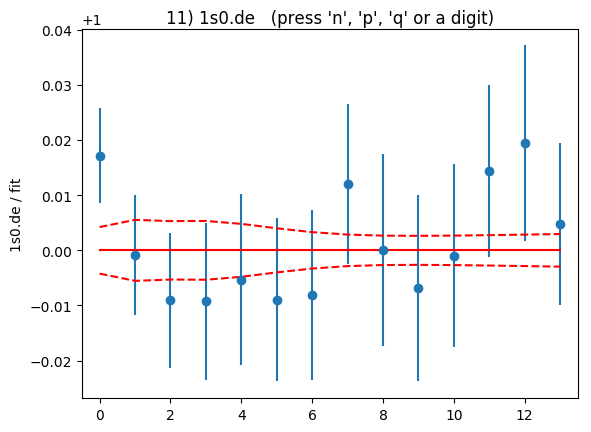 11) 1s0.de   (press 'n', 'p', 'q' or a digit)
+1
0.04
0.03
0.02
0.01
0.00
−0.01
−0.02
1s0.de / fit
0 2 4 6 8 10 12